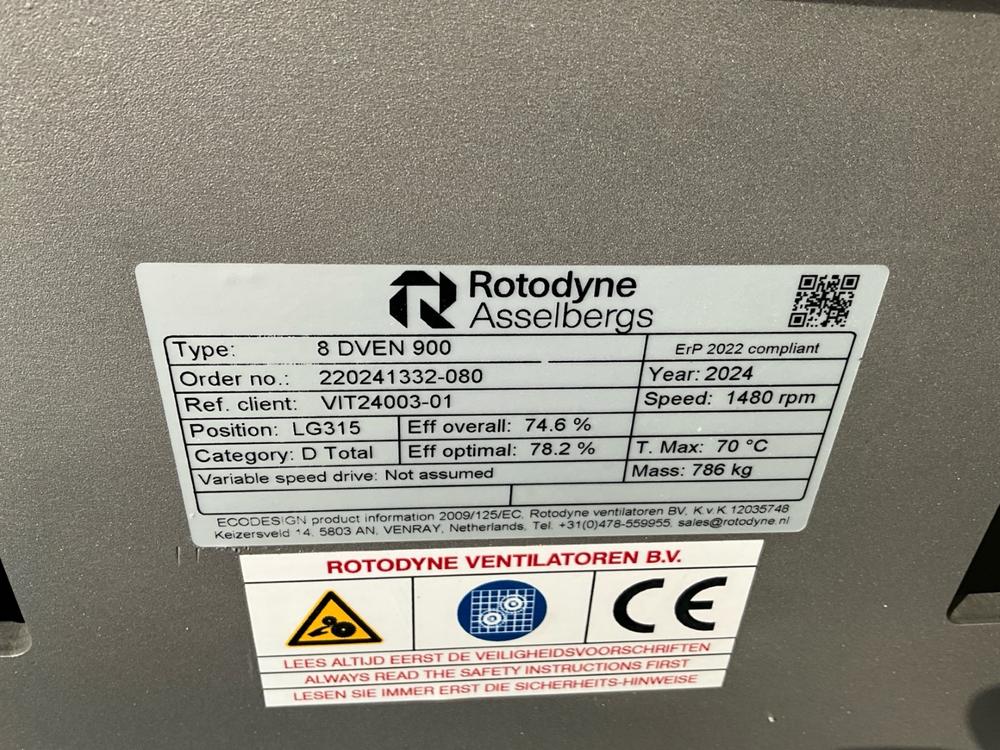 Rotodyne
Asselbergs
Type: 8 DVEN 900 ErP 2022 compliant
Order no.: 220241332-080 Year: 2024
Ref. client: VIT24003-01 Speed: 1480 rpm
Position: LG315 Eff overall: 74.6 %
Category: D Total Eff optimal: 78.2 % T. Max: 70 °C
Variable speed drive: Not assumed Mass: 786 kg
ECODESIGN product information 2009/125/EC, Rotodyne ventilatoren BV, K.v.K 12035748
Keizersveid 14, 5803 AN, VENRAY, Netherlands, Tel. +31(0)478-559955, sales@rotodyne.nl
ROTODYNE VENTILATOREN B.V.
CE
LEES ALTIJD EERST DE VEILIGHEIDSVOORSCHRIFTEN
ALWAYS READ THE SAFETY INSTRUCTIONS FIRST
LESEN SIE IMMER ERST DIE SICHERHEITS-HINWEISE